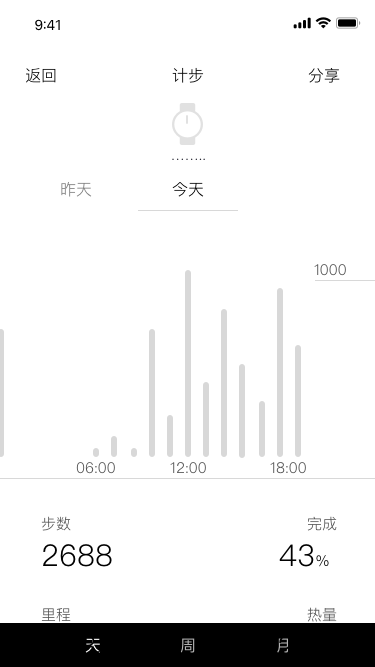 9:41
返回 计步 分享
昨天 今天
1000
06:00 12:00 18:00
步数 完成
2688 43%
里程 热量
天 周 月